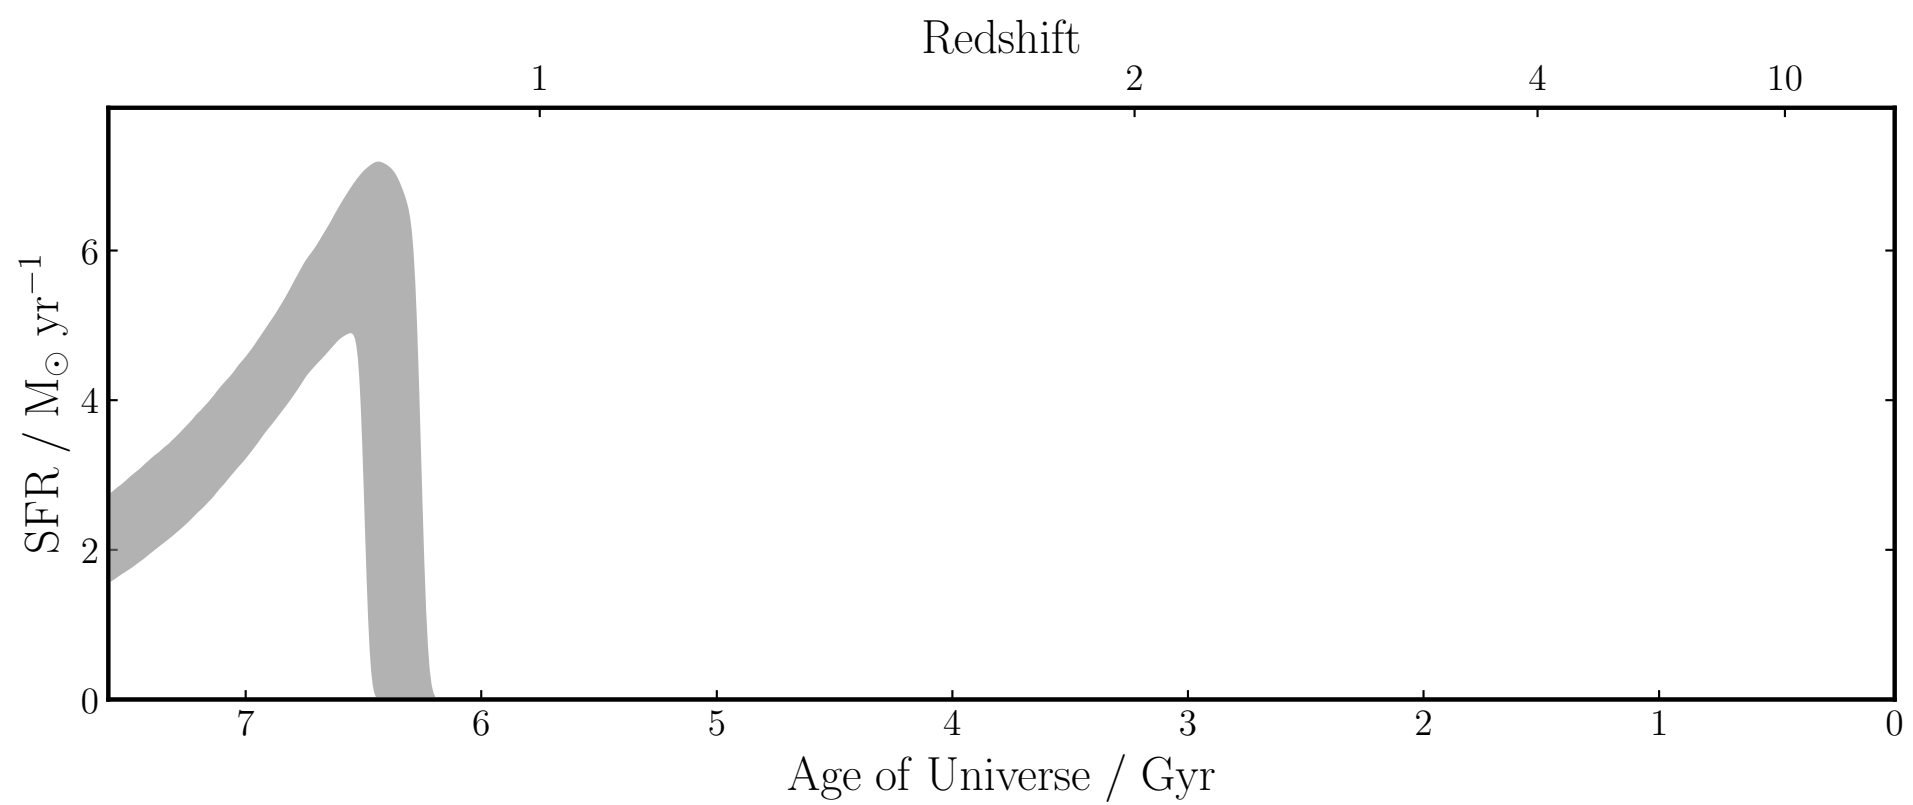 Redshift
1 2 4 10
SFR / M⊙ yr⁻¹
6
4
2
0
7 6 5 4 3 2 1 0
Age of Universe / Gyr